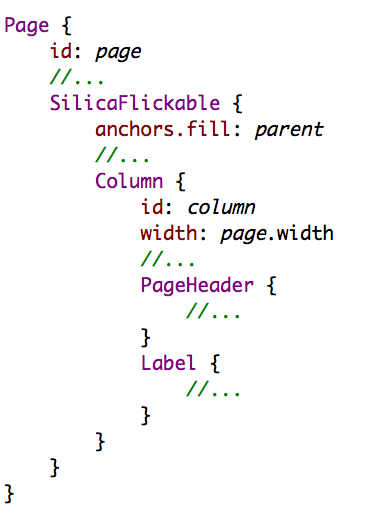 Page {
    id: page
    //...
    SilicaFlickable {
        anchors.fill: parent
        //...
        Column {
            id: column
            width: page.width
            //...
            PageHeader {
                //...
            }
            Label {
                //...
            }
        }
    }
}